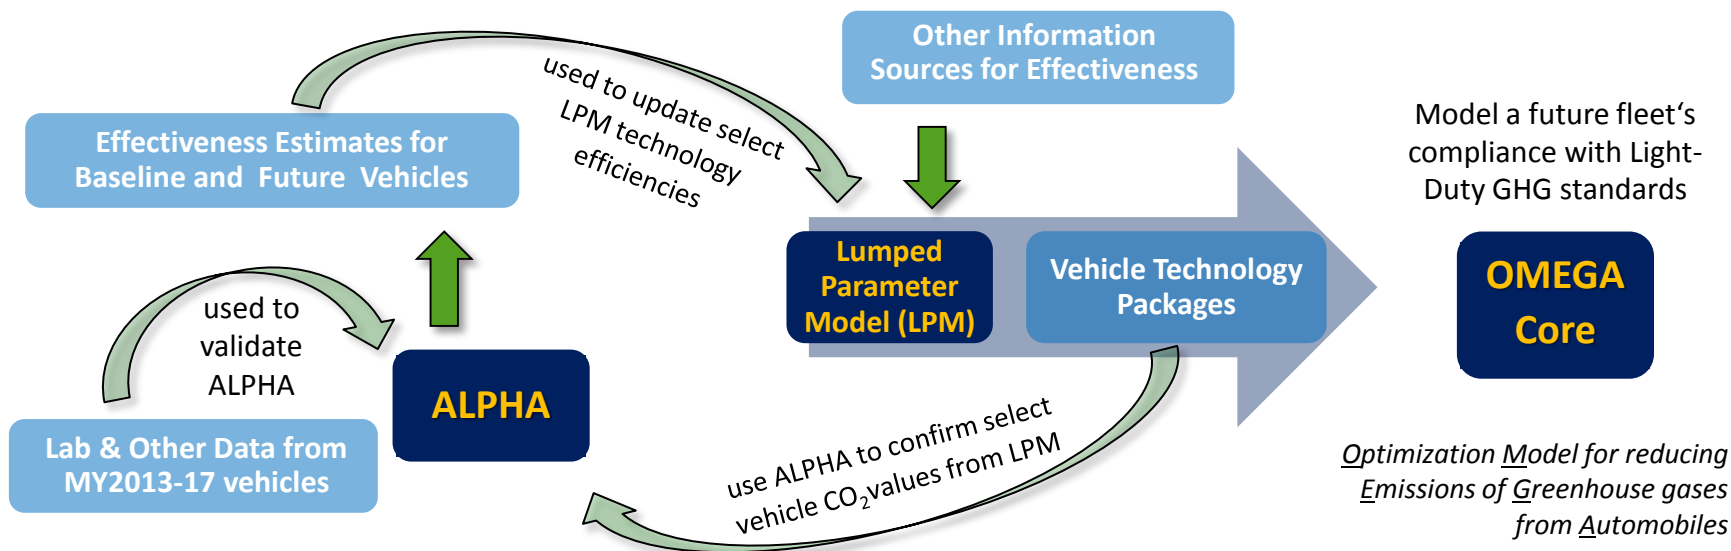 Other Information
Sources for Effectiveness
used to update select
LPM technology
efficiencies
Effectiveness Estimates for
Baseline and Future Vehicles
Model a future fleet‘s
compliance with Light-
Duty GHG standards
Lumped
Parameter
Model (LPM)
Vehicle Technology
Packages
OMEGA
Core
used to
validate
ALPHA
ALPHA
Lab & Other Data from
MY2013-17 vehicles
use ALPHA to confirm select
vehicle CO₂ values from LPM
Optimization Model for reducing
Emissions of Greenhouse gases
from Automobiles